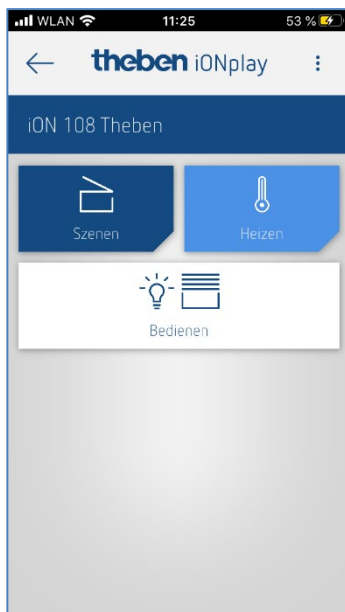 WLAN 11:25 53 %
theben iONplay
iON 108 Theben
Szenen Heizen
Bedienen